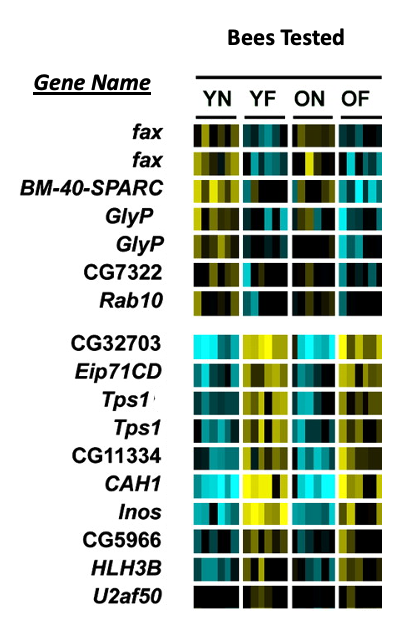 Bees Tested
Gene Name
YN YF ON OF
fax
fax
BM-40-SPARC
GlyP
GlyP
CG7322
Rab10
CG32703
Eip71CD
Tps1
Tps1
CG11334
CAH1
Inos
CG5966
HLH3B
U2af50